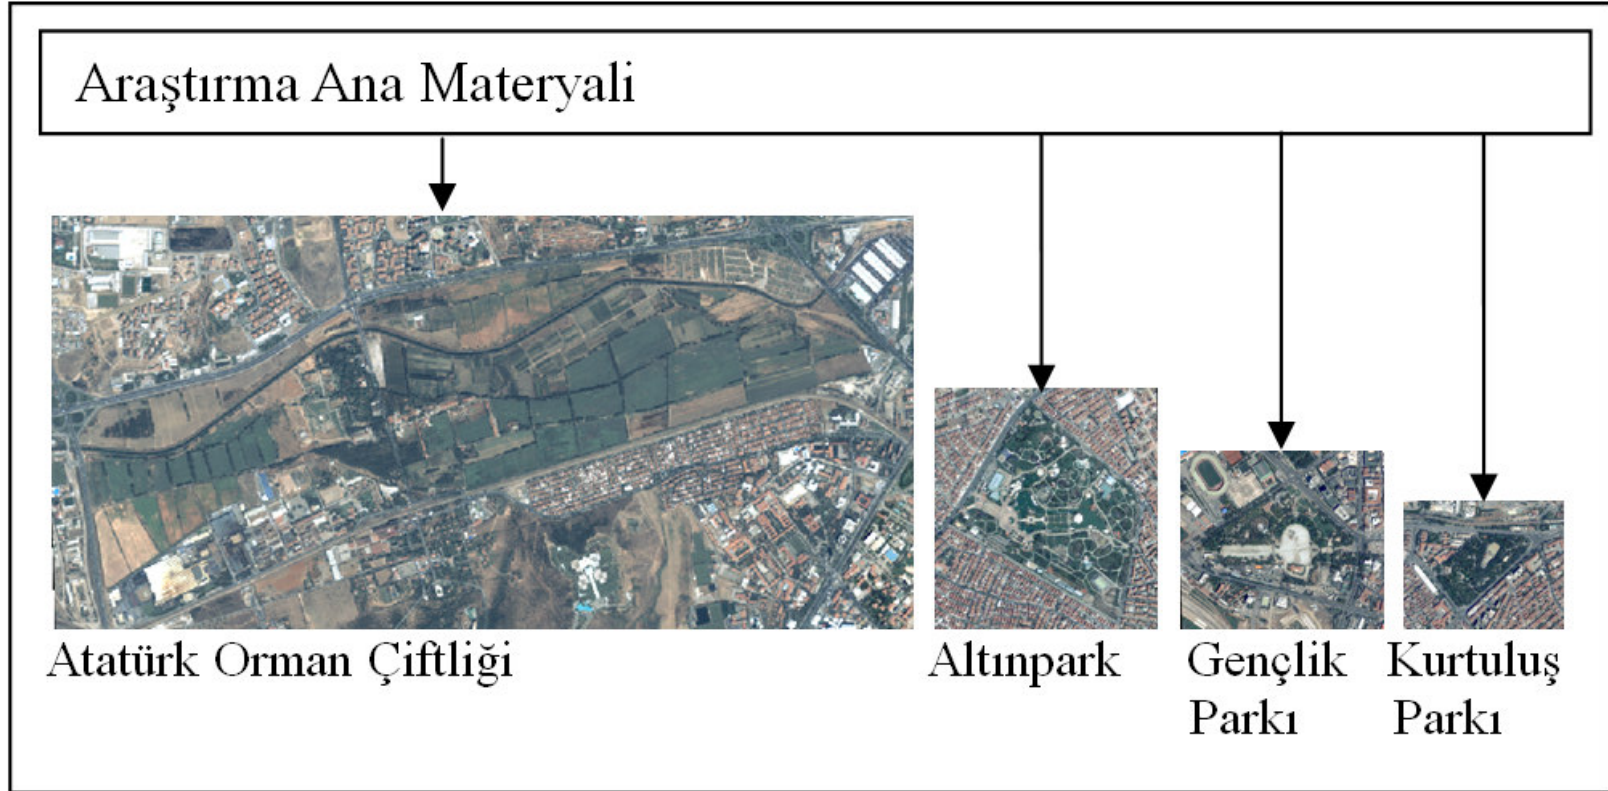 Araştırma Ana Materyali
Atatürk Orman Çiftliği
Altınpark
Gençlik
Parkı
Kurtuluş
Parkı